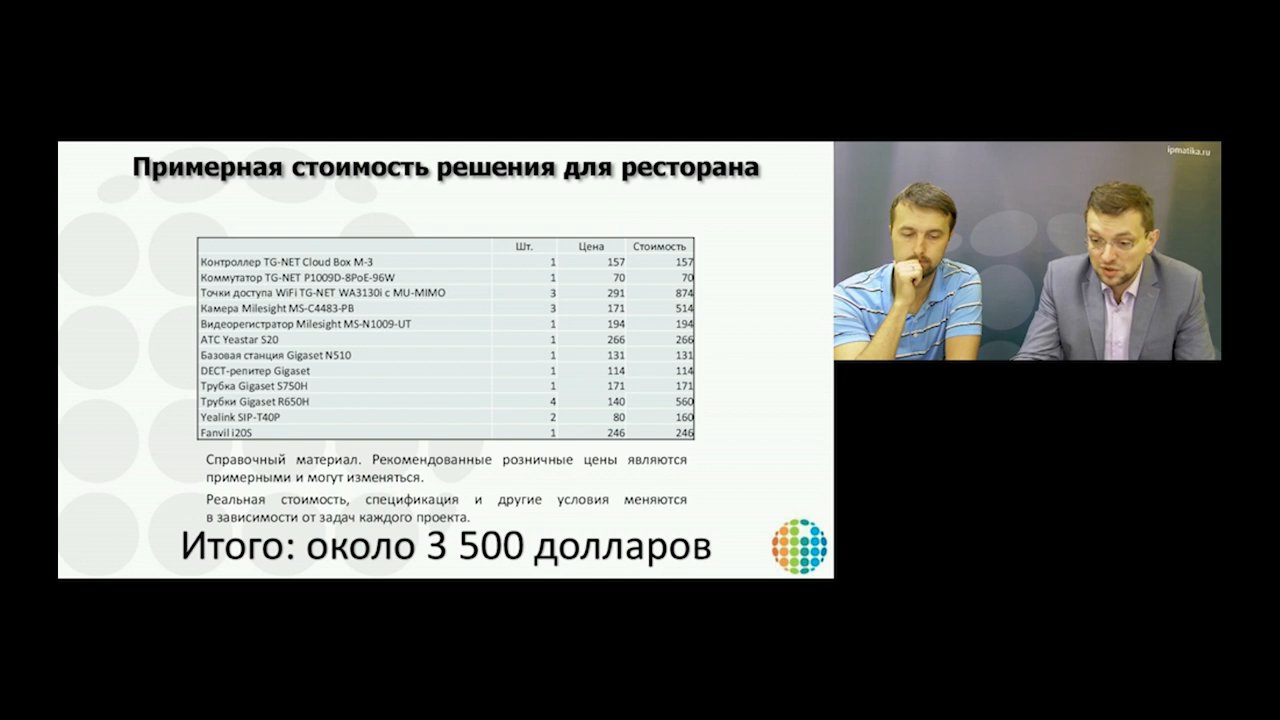 Примерная стоимость решения для ресторана
Шт. Цена Стоимость
Контроллер TG-NET Cloud Box M-3 1 157 157
Коммутатор TG-NET P1009D-8PoE-96W 1 70 70
Точки доступа WiFi TG-NET WA3130i с MU-MIMO 3 291 874
Камера Milesight MS-C4483-PB 3 171 514
Видеорегистратор Milesight MS-N1009-UT 1 194 194
АТС Yeastar S20 1 266 266
Базовая станция Gigaset N510 1 131 131
DECT-репитер Gigaset 1 114 114
Трубка Gigaset S750H 1 171 171
Трубки Gigaset R650H 4 140 560
Yealink SIP-T40P 2 80 160
Fanvil i20S 1 246 246
Справочный материал. Рекомендованные розничные цены являются
примерными и могут изменяться.
Реальная стоимость, спецификация и другие условия меняются
в зависимости от задач каждого проекта.
Итого: около 3 500 долларов
ipmatika.ru